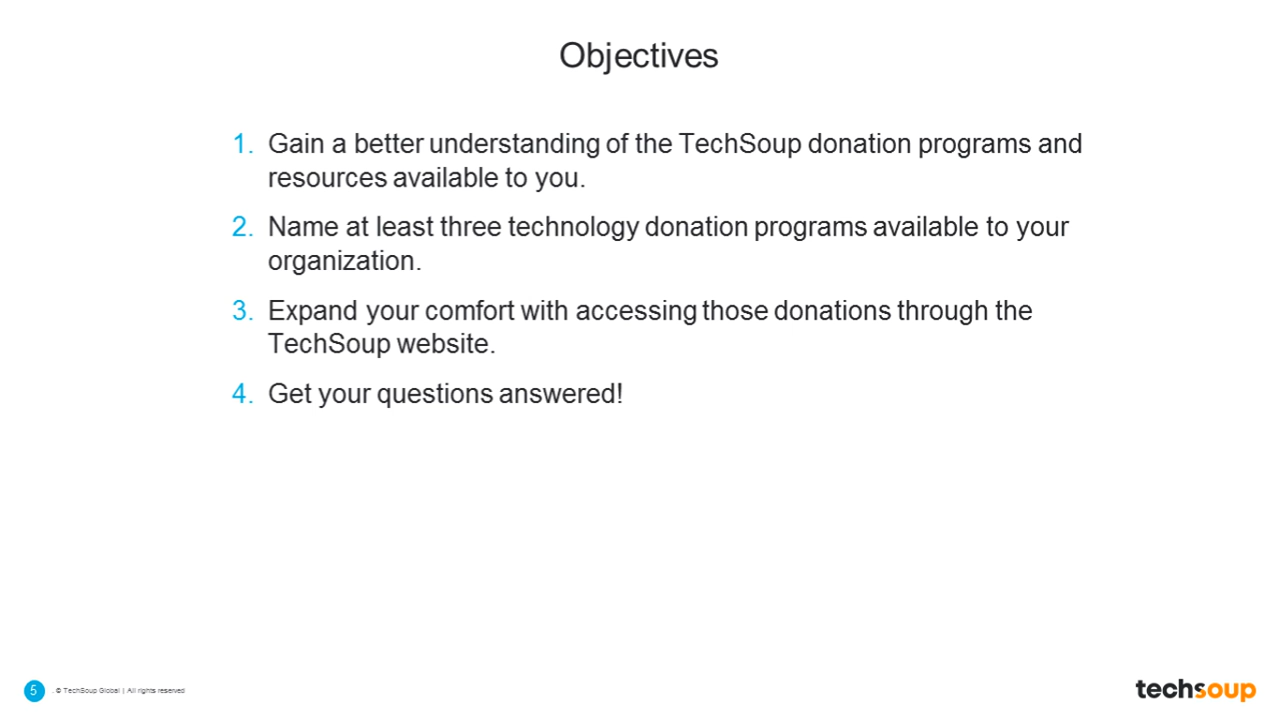 Objectives
1. Gain a better understanding of the TechSoup donation programs and
resources available to you.
2. Name at least three technology donation programs available to your
organization.
3. Expand your comfort with accessing those donations through the
TechSoup website.
4. Get your questions answered!
5 . © TechSoup Global | All rights reserved
techsoup